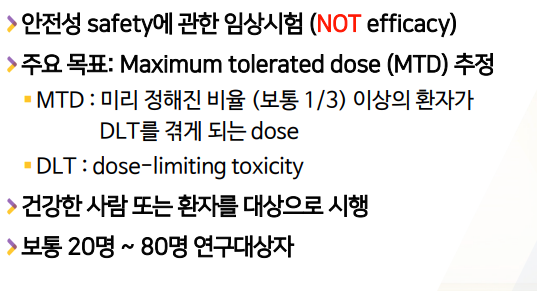 안전성 safety에 관한 임상시험 (NOT efficacy)
주요 목표: Maximum tolerated dose (MTD) 추정
MTD : 미리 정해진 비율 (보통 1/3) 이상의 환자가
DLT를 겪게 되는 dose
DLT : dose-limiting toxicity
건강한 사람 또는 환자를 대상으로 시행
보통 20명 ~ 80명 연구대상자